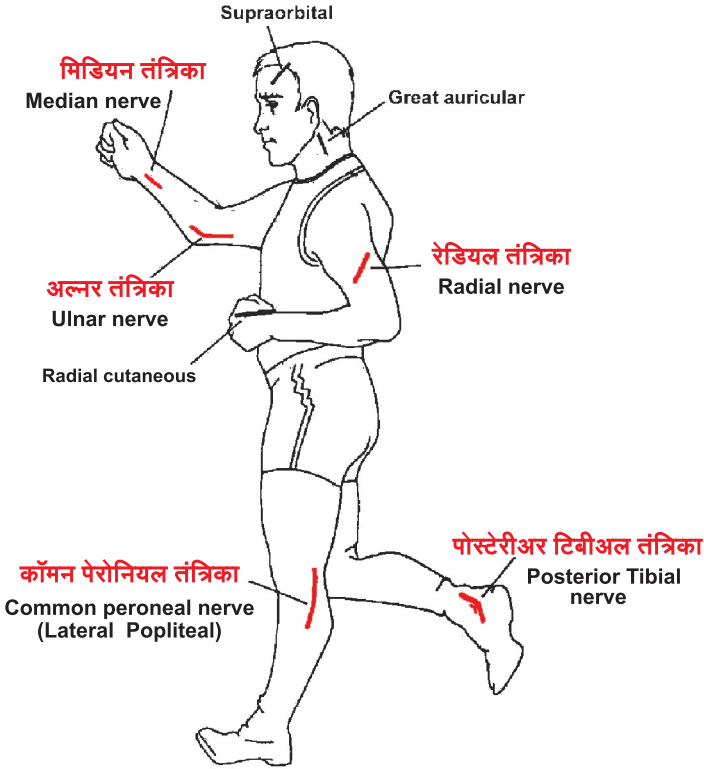 Supraorbital
मिडियन तंत्रिका
Median nerve
Great auricular
रेडियल तंत्रिका
Radial nerve
अल्नर तंत्रिका
Ulnar nerve
Radial cutaneous
पोस्टेरीअर टिबीअल तंत्रिका
Posterior Tibial
nerve
कॉमन पेरोनियल तंत्रिका
Common peroneal nerve
(Lateral Popliteal)